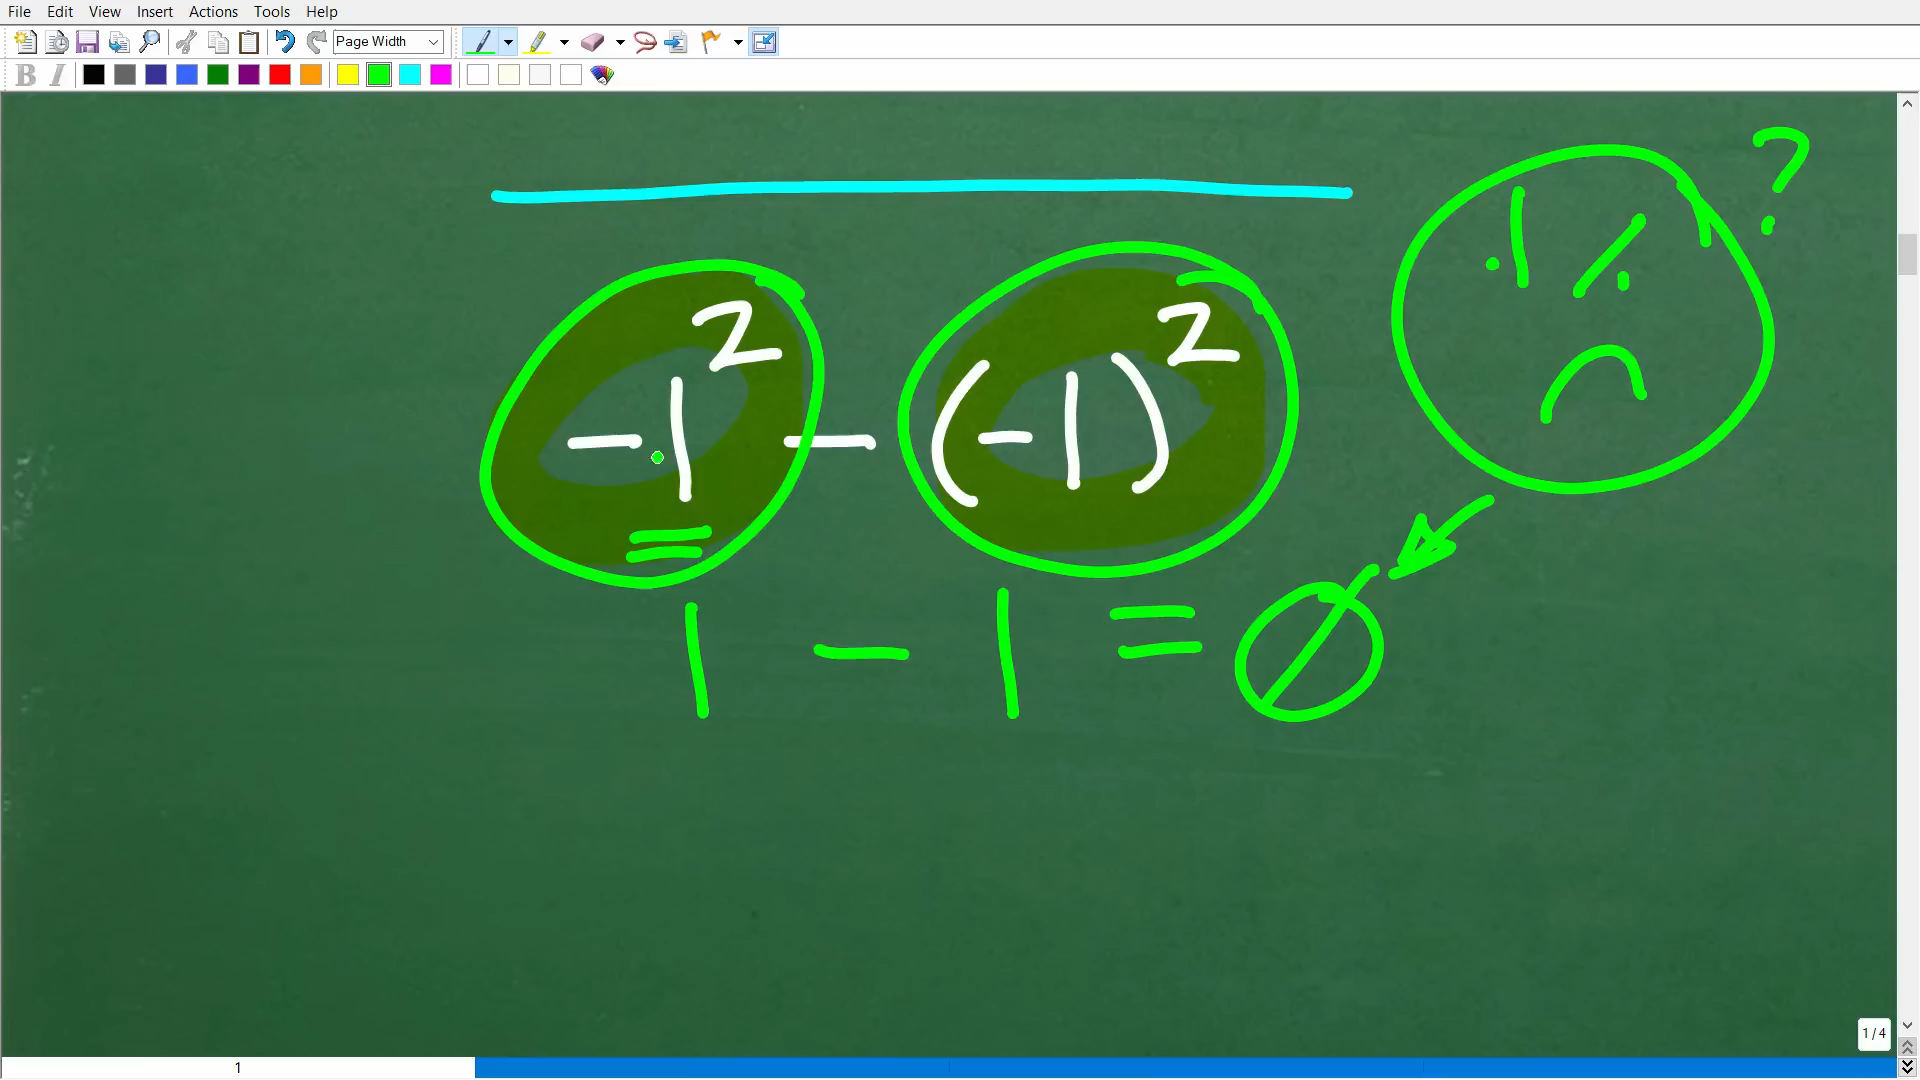 File Edit View Insert Actions Tools Help
Page Width
B I
?
-1² - (-1)²
1 - 1 = 0
1 / 4
1